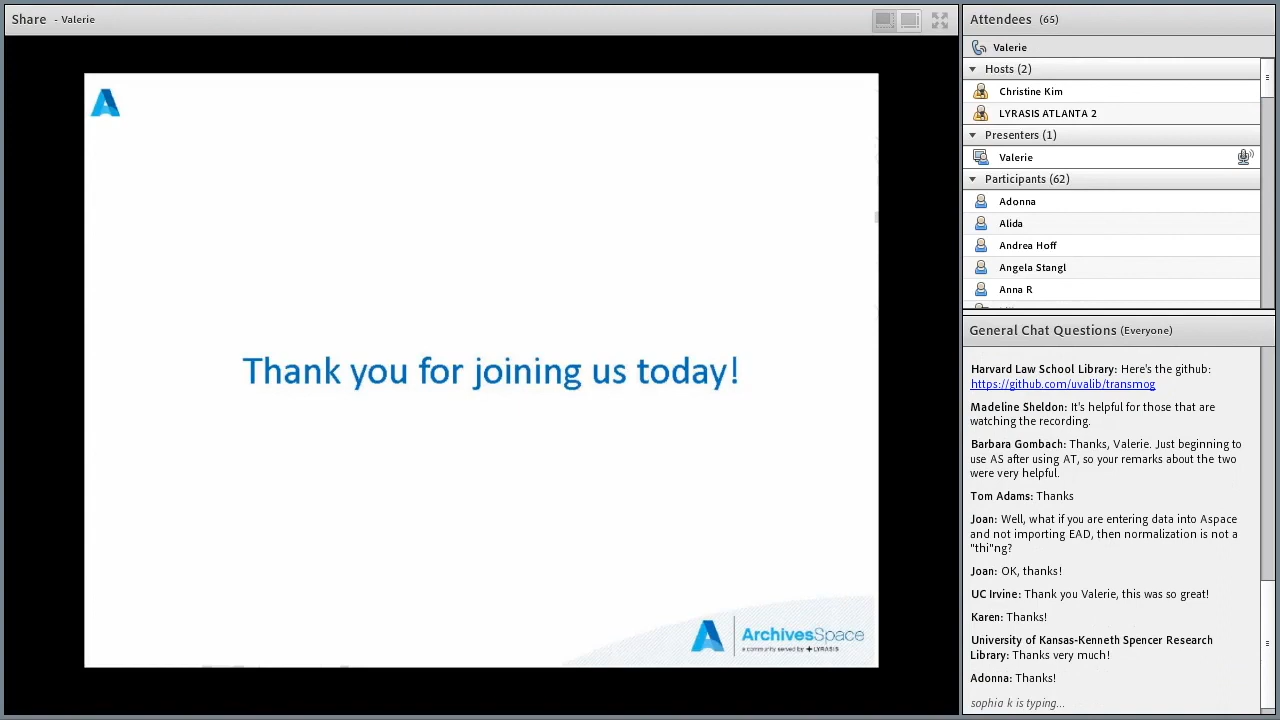 Share - Valerie
Thank you for joining us today!
ArchivesSpace
a community served by LYRASIS
Attendees (65)
Valerie
Hosts (2)
Christine Kim
LYRASIS ATLANTA 2
Presenters (1)
Valerie
Participants (62)
Adonna
Alida
Andrea Hoff
Angela Stangl
Anna R
General Chat Questions (Everyone)
Harvard Law School Library: Here's the github:
https://github.com/uvalib/transmog
Madeline Sheldon: It's helpful for those that are
watching the recording.
Barbara Gombach: Thanks, Valerie. Just beginning to
use AS after using AT, so your remarks about the two
were very helpful.
Tom Adams: Thanks
Joan: Well, what if you are entering data into Aspace
and not importing EAD, then normalization is not a
"thi"ng?
Joan: OK, thanks!
UC Irvine: Thank you Valerie, this was so great!
Karen: Thanks!
University of Kansas-Kenneth Spencer Research
Library: Thanks very much!
Adonna: Thanks!
sophia k is typing...